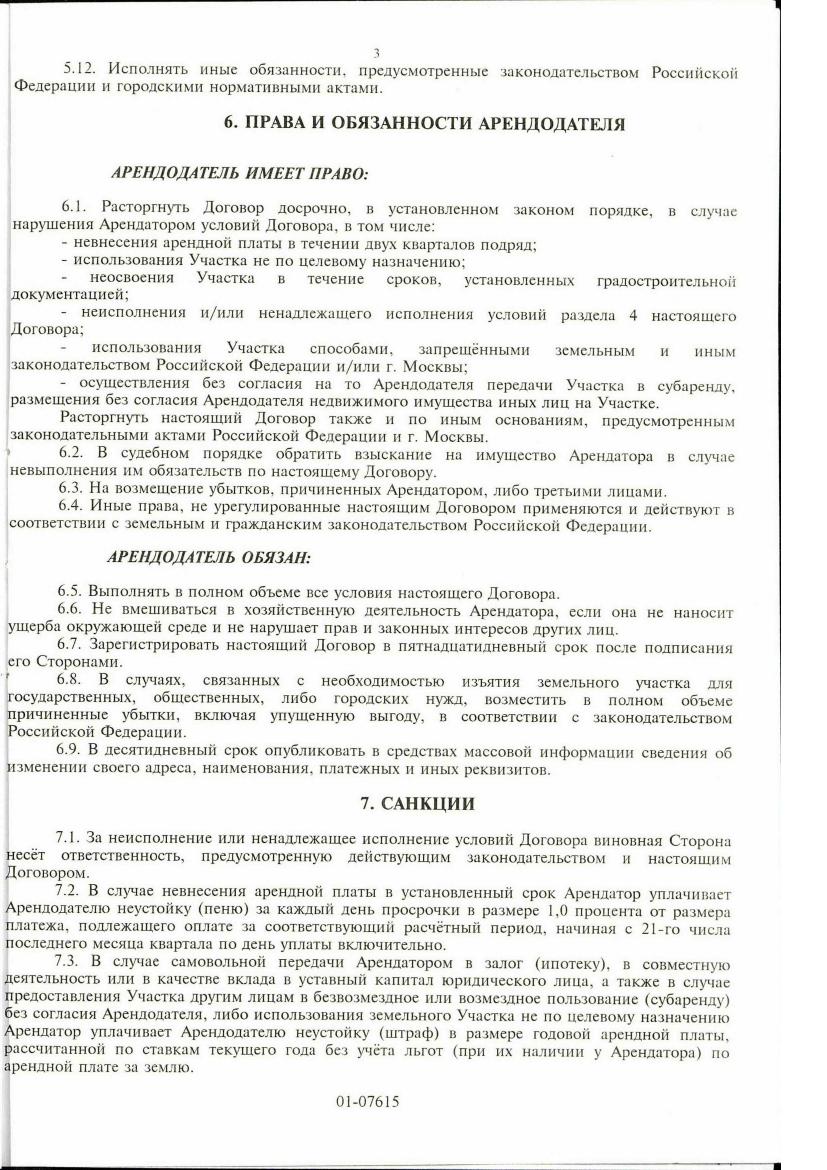 3
5.12. Исполнять иные обязанности, предусмотренные законодательством Российской
Федерации и городскими нормативными актами.
6. ПРАВА И ОБЯЗАННОСТИ АРЕНДОДАТЕЛЯ
АРЕНДОДАТЕЛЬ ИМЕЕТ ПРАВО:
6.1. Расторгнуть Договор досрочно, в установленном законом порядке, в случае
нарушения Арендатором условий Договора, в том числе:
- невнесения арендной платы в течении двух кварталов подряд;
- использования Участка не по целевому назначению;
- неосвоения Участка в течение сроков, установленных градостроительной
документацией;
- неисполнения и/или ненадлежащего исполнения условий раздела 4 настоящего
Договора;
- использования Участка способами, запрещёнными земельным и иным
законодательством Российской Федерации и/или г. Москвы;
- осуществления без согласия на то Арендодателя передачи Участка в субаренду,
размещения без согласия Арендодателя недвижимого имущества иных лиц на Участке.
Расторгнуть настоящий Договор также и по иным основаниям, предусмотренным
законодательными актами Российской Федерации и г. Москвы.
6.2. В судебном порядке обратить взыскание на имущество Арендатора в случае
невыполнения им обязательств по настоящему Договору.
6.3. На возмещение убытков, причиненных Арендатором, либо третьими лицами.
6.4. Иные права, не урегулированные настоящим Договором применяются и действуют в
соответствии с земельным и гражданским законодательством Российской Федерации.
АРЕНДОДАТЕЛЬ ОБЯЗАН:
6.5. Выполнять в полном объеме все условия настоящего Договора.
6.6. Не вмешиваться в хозяйственную деятельность Арендатора, если она не наносит
ущерба окружающей среде и не нарушает прав и законных интересов других лиц.
6.7. Зарегистрировать настоящий Договор в пятнадцатидневный срок после подписания
его Сторонами.
6.8. В случаях, связанных с необходимостью изъятия земельного участка для
государственных, общественных, либо городских нужд, возместить в полном объеме
причиненные убытки, включая упущенную выгоду, в соответствии с законодательством
Российской Федерации.
6.9. В десятидневный срок опубликовать в средствах массовой информации сведения об
изменении своего адреса, наименования, платежных и иных реквизитов.
7. САНКЦИИ
7.1. За неисполнение или ненадлежащее исполнение условий Договора виновная Сторона
несёт ответственность, предусмотренную действующим законодательством и настоящим
Договором.
7.2. В случае невнесения арендной платы в установленный срок Арендатор уплачивает
Арендодателю неустойку (пеню) за каждый день просрочки в размере 1,0 процента от размера
платежа, подлежащего оплате за соответствующий расчётный период, начиная с 21-го числа
последнего месяца квартала по день уплаты включительно.
7.3. В случае самовольной передачи Арендатором в залог (ипотеку), в совместную
деятельность или в качестве вклада в уставный капитал юридического лица, а также в случае
предоставления Участка другим лицам в безвозмездное или возмездное пользование (субаренду)
без согласия Арендодателя, либо использования земельного Участка не по целевому назначению
Арендатор уплачивает Арендодателю неустойку (штраф) в размере годовой арендной платы,
рассчитанной по ставкам текущего года без учёта льгот (при их наличии у Арендатора) по
арендной плате за землю.
01-07615